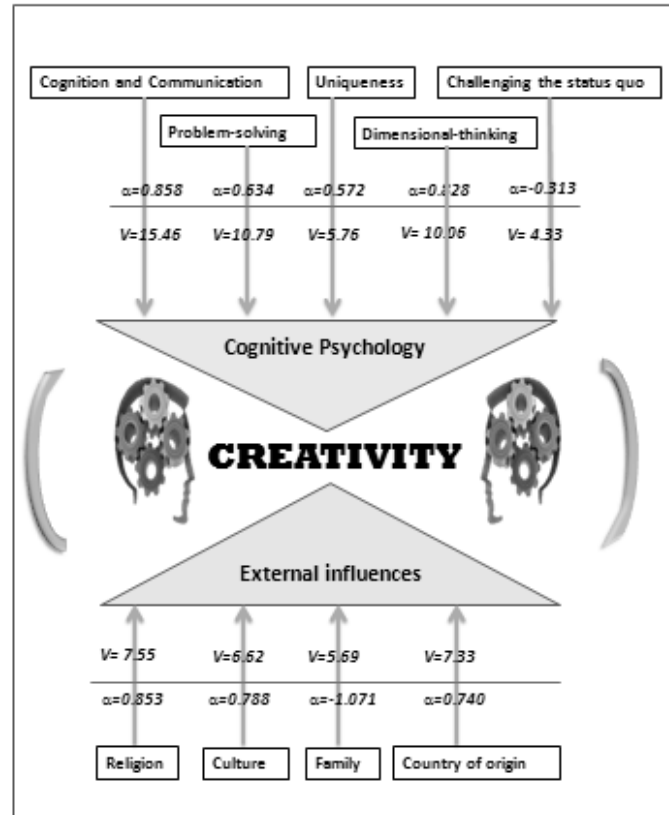 Cognition and Communication Uniqueness Challenging the status quo
Problem-solving Dimensional-thinking
α=0.858 α=0.634 α=0.572 α=0.828 α=-0.313
V=15.46 V=10.79 V=5.76 V= 10.06 V= 4.33
Cognitive Psychology
CREATIVITY
External influences
V= 7.55 V=6.62 V=5.69 V=7.33
α=0.853 α=0.788 α=-1.071 α=0.740
Religion Culture Family Country of origin